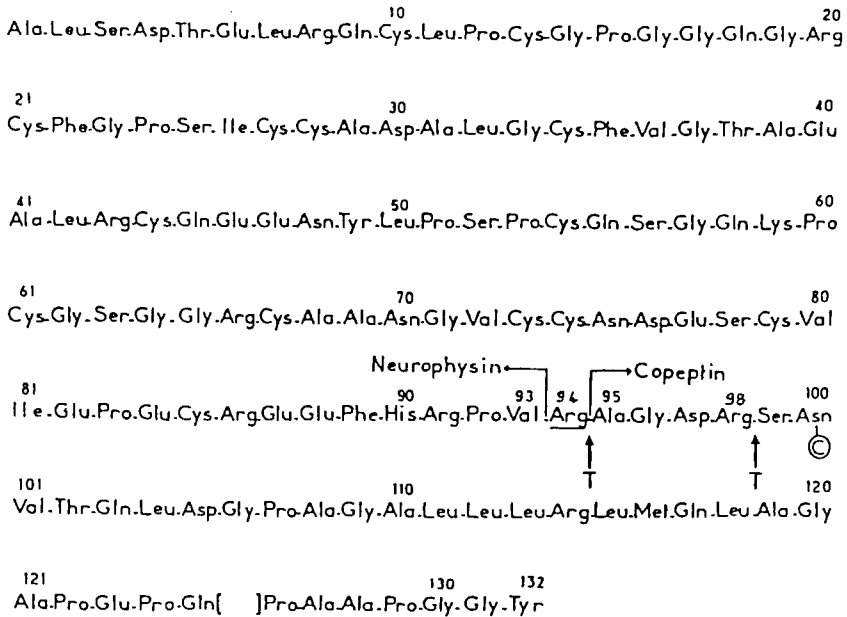 10 20
Ala.Leu.Ser.Asp.Thr.Glu.Leu.Arg.Gln.Cys.Leu.Pro.Cys.Gly-Pro.Gly.Gly.Gln.Gly.Arg
21 30 40
Cys.Phe.Gly.Pro.Ser.Ile.Cys.Cys.Ala.Asp.Ala.Leu.Gly.Cys.Phe.Val.Gly.Thr.Ala.Glu
41 50 60
Ala.Leu.Arg.Cys.Gln.Glu.Glu.Asn.Tyr.Leu.Pro.Ser.Pro.Cys.Gln.Ser.Gly.Gln.Lys.Pro
61 70 80
Cys.Gly.Ser.Gly.Gly.Arg.Cys.Ala.Ala.Asn.Gly.Val.Cys.Cys.Asn.Asp.Glu.Ser.Cys.Val
Neurophysin Copeptin
81 90 93 94 95 98 100
Ile.Glu.Pro.Glu.Cys.Arg.Glu.Glu.Phe.His.Arg.Pro.Val.Arg.Ala.Gly.Asp.Arg.Ser.Asn
C
T T
101 110 120
Val.Thr.Gln.Leu.Asp.Gly.Pro.Ala.Gly.Ala.Leu.Leu.Leu.Arg.Leu.Met.Gln.Leu.Ala.Gly
121 130 132
Ala.Pro.Glu.Pro.Gln[ ]Pro.Ala.Ala.Pro.Gly.Gly.Tyr